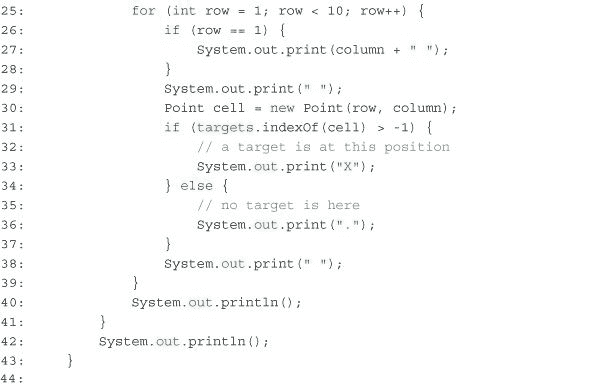 25:             for (int row = 1; row < 10; row++) {
26:                 if (row == 1) {
27:                     System.out.print(column + " ");
28:                 }
29:                 System.out.print(" ");
30:                 Point cell = new Point(row, column);
31:                 if (targets.indexOf(cell) > -1) {
32:                     // a target is at this position
33:                     System.out.print("X");
34:                 } else {
35:                     // no target is here
36:                     System.out.print(".");
37:                 }
38:                 System.out.print(" ");
39:             }
40:             System.out.println();
41:         }
42:         System.out.println();
43:     }
44: